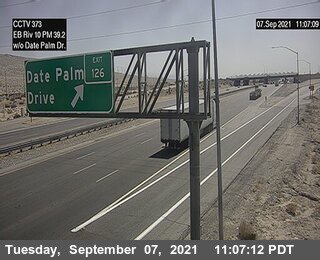 CCTV 373
EB Riv 10 PM 39.2
w/o Date Palm Dr.
07.Sep 2021 11:07:09
Date Palm
Drive
EXIT
126
Tuesday, September 07, 2021 11:07:12 PDT